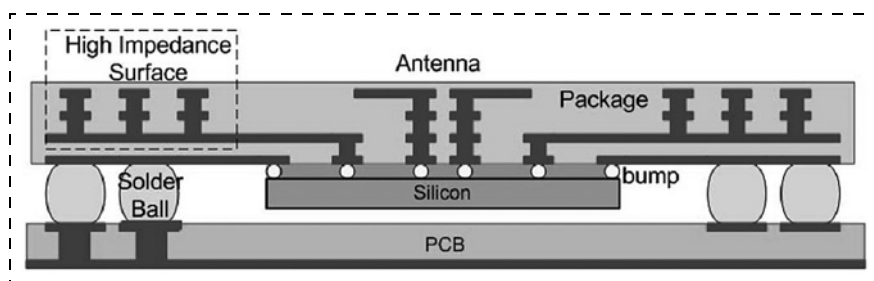 High Impedance
Surface
Antenna
Package
Solder
Ball
bump
Silicon
PCB